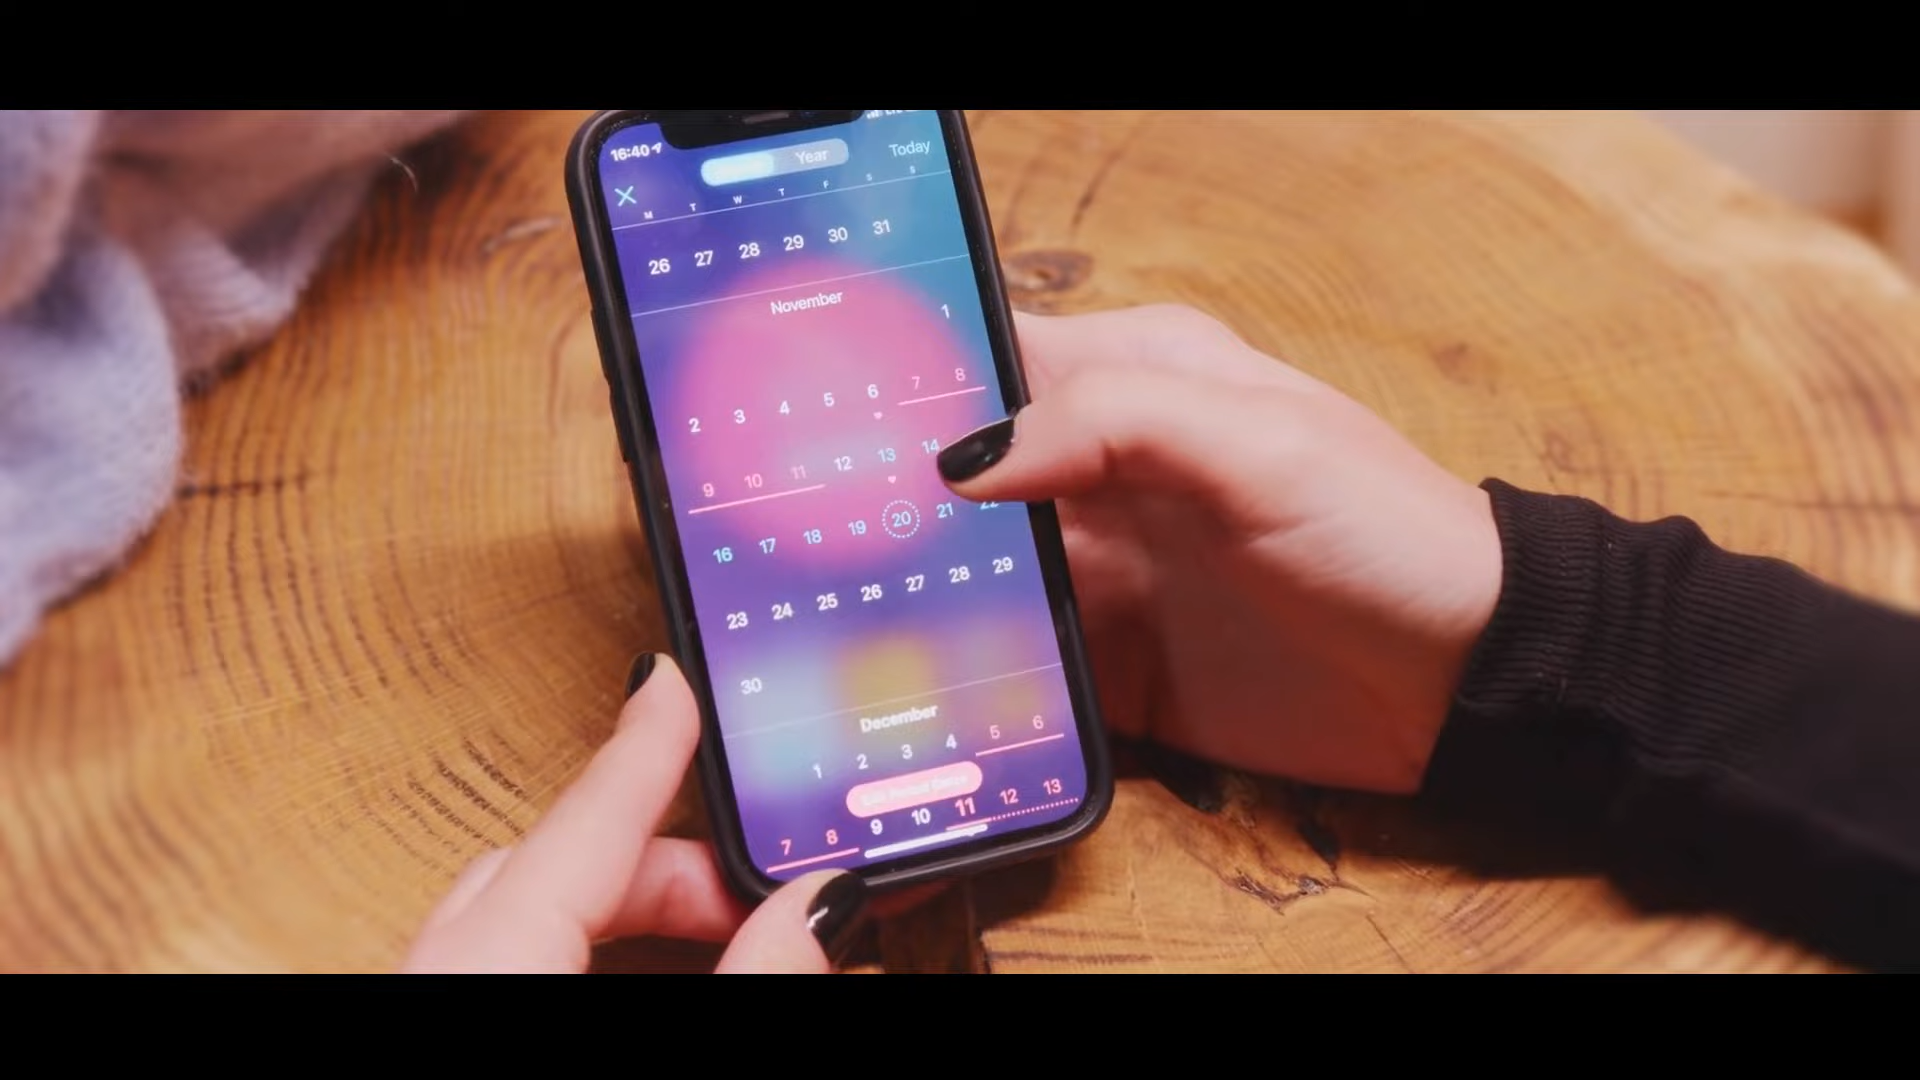 16:40
Year Today
M T W T F S S
26 27 28 29 30 31
November
1
2 3 4 5 6 7 8
9 10 11 12 13 14
16 17 18 19 20 21 22
23 24 25 26 27 28 29
30
December
1 2 3 4 5 6
7 8 9 10 11 12 13